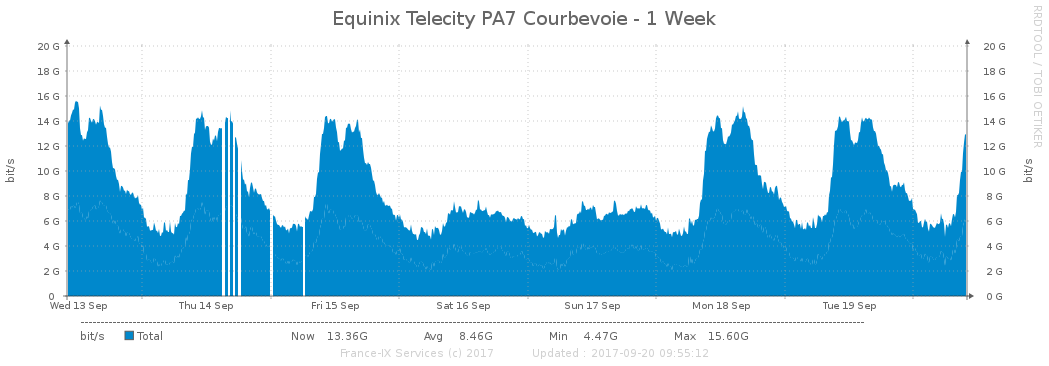 Equinix Telecity PA7 Courbevoie - 1 Week
RRDTOOL / TOBI OETIKER
bit/s
20 G 20 G
18 G 18 G
16 G 16 G
14 G 14 G
12 G 12 G
10 G 10 G
8 G 8 G
6 G 6 G
4 G 4 G
2 G 2 G
0 0 G
bit/s
Wed 13 Sep Thu 14 Sep Fri 15 Sep Sat 16 Sep Sun 17 Sep Mon 18 Sep Tue 19 Sep
bit/s Total Now 13.36G Avg 8.46G Min 4.47G Max 15.60G
France-IX Services (c) 2017 Updated : 2017-09-20 09:55:12